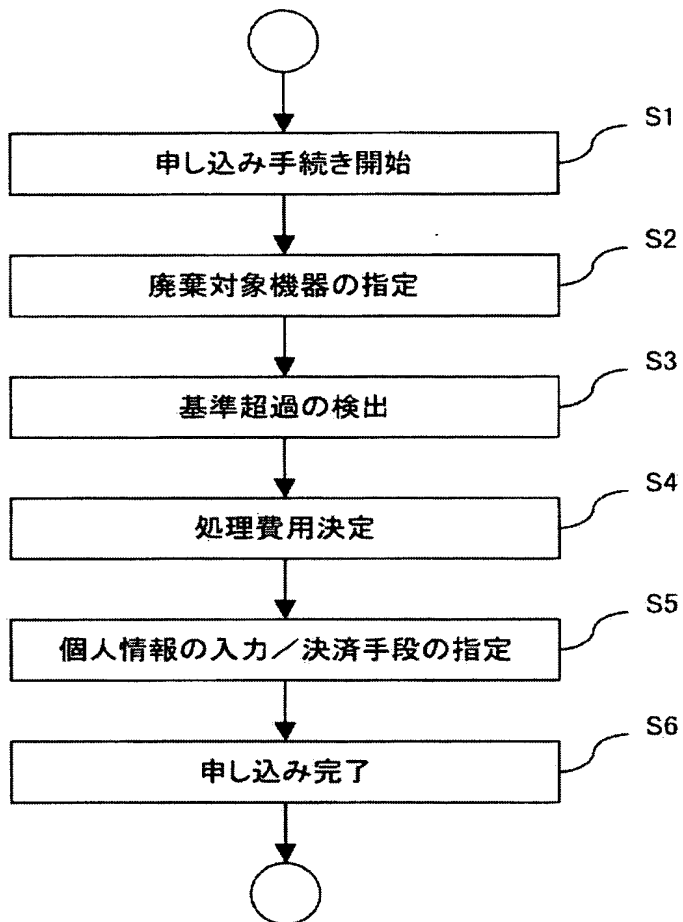 S1
申し込み手続き開始
S2
廃棄対象機器の指定
S3
基準超過の検出
S4
処理費用決定
S5
個人情報の入力／決済手段の指定
S6
申し込み完了